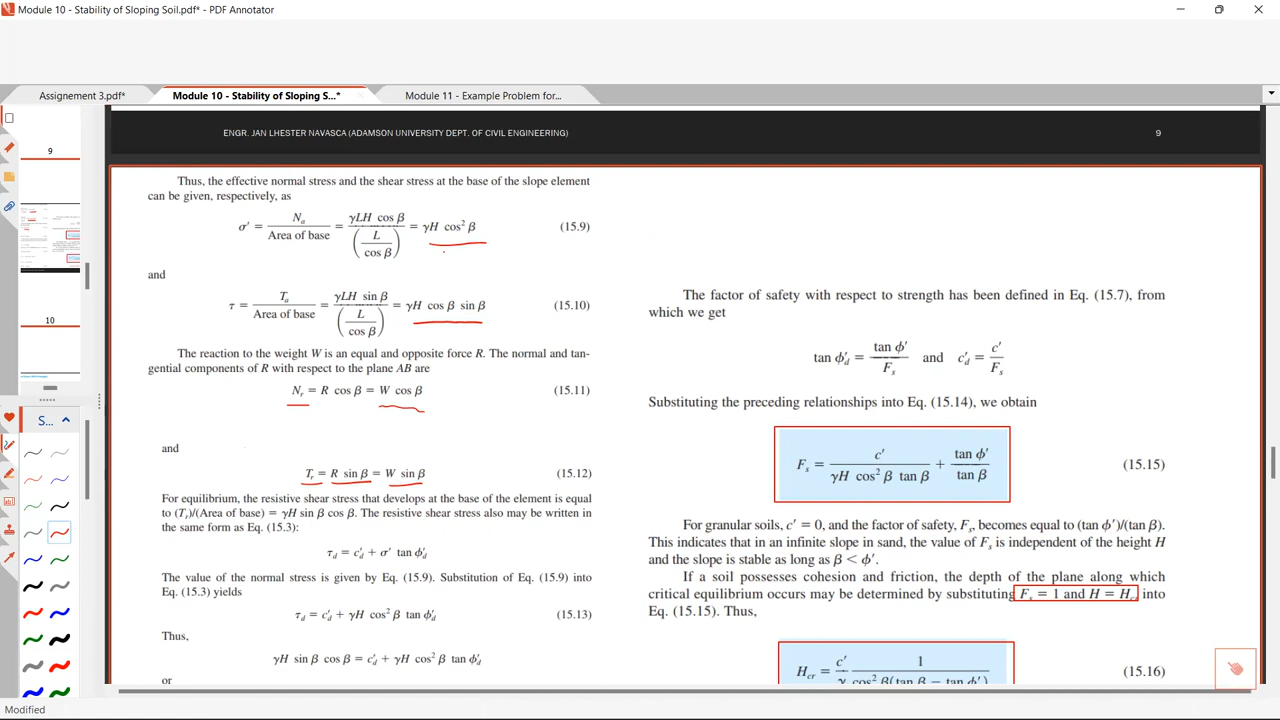 Module 10 - Stability of Sloping Soil.pdf* - PDF Annotator
Assignement 3.pdf*
Module 10 - Stability of Sloping S...*
Module 11 - Example Problem for...
ENGR. JAN LHESTER NAVASCA (ADAMSON UNIVERSITY DEPT. OF CIVIL ENGINEERING) 9
9
10
S...
Thus, the effective normal stress and the shear stress at the base of the slope element
can be given, respectively, as
σ′ = Na / Area of base = γLH cos β / (L / cos β) = γH cos² β (15.9)
and
τ = Ta / Area of base = γLH sin β / (L / cos β) = γH cos β sin β (15.10)
The reaction to the weight W is an equal and opposite force R. The normal and tan-
gential components of R with respect to the plane AB are
Nr = R cos β = W cos β (15.11)
and
Tr = R sin β = W sin β (15.12)
For equilibrium, the resistive shear stress that develops at the base of the element is equal
to (Tr)/(Area of base) = γH sin β cos β. The resistive shear stress also may be written in
the same form as Eq. (15.3):
τd = c′d + σ′ tan ϕ′d
The value of the normal stress is given by Eq. (15.9). Substitution of Eq. (15.9) into
Eq. (15.3) yields
τd = c′d + γH cos² β tan ϕ′d (15.13)
Thus,
γH sin β cos β = c′d + γH cos² β tan ϕ′d
or
The factor of safety with respect to strength has been defined in Eq. (15.7), from
which we get
tan ϕ′d = tan ϕ′ / Fs and c′d = c′ / Fs
Substituting the preceding relationships into Eq. (15.14), we obtain
Fs = c′ / γH cos² β tan β + tan ϕ′ / tan β (15.15)
For granular soils, c′ = 0, and the factor of safety, Fs, becomes equal to (tan ϕ′)/(tan β).
This indicates that in an infinite slope in sand, the value of Fs is independent of the height H
and the slope is stable as long as β < ϕ′.
If a soil possesses cohesion and friction, the depth of the plane along which
critical equilibrium occurs may be determined by substituting Fs = 1 and H = Hcr into
Eq. (15.15). Thus,
Hcr = c′ / γ 1 / cos² β(tan β − tan ϕ′) (15.16)
Modified